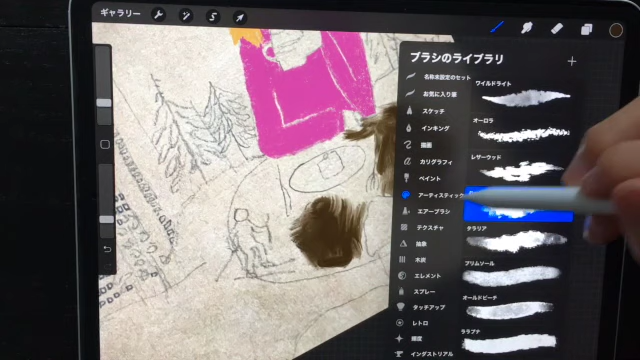 ギャラリー
ブラシのライブラリ
名称未設定のセット
お気に入り筆
スケッチ
インキング
描画
カリグラフィ
ペイント
アーティスティック
エアーブラシ
テクスチャ
抽象
木炭
エレメント
スプレー
タッチアップ
レトロ
輝度
インダストリアル
ワイルドライト
オーロラ
レザーウッド
タラリア
プリムソール
オールドビーチ
ララプナ